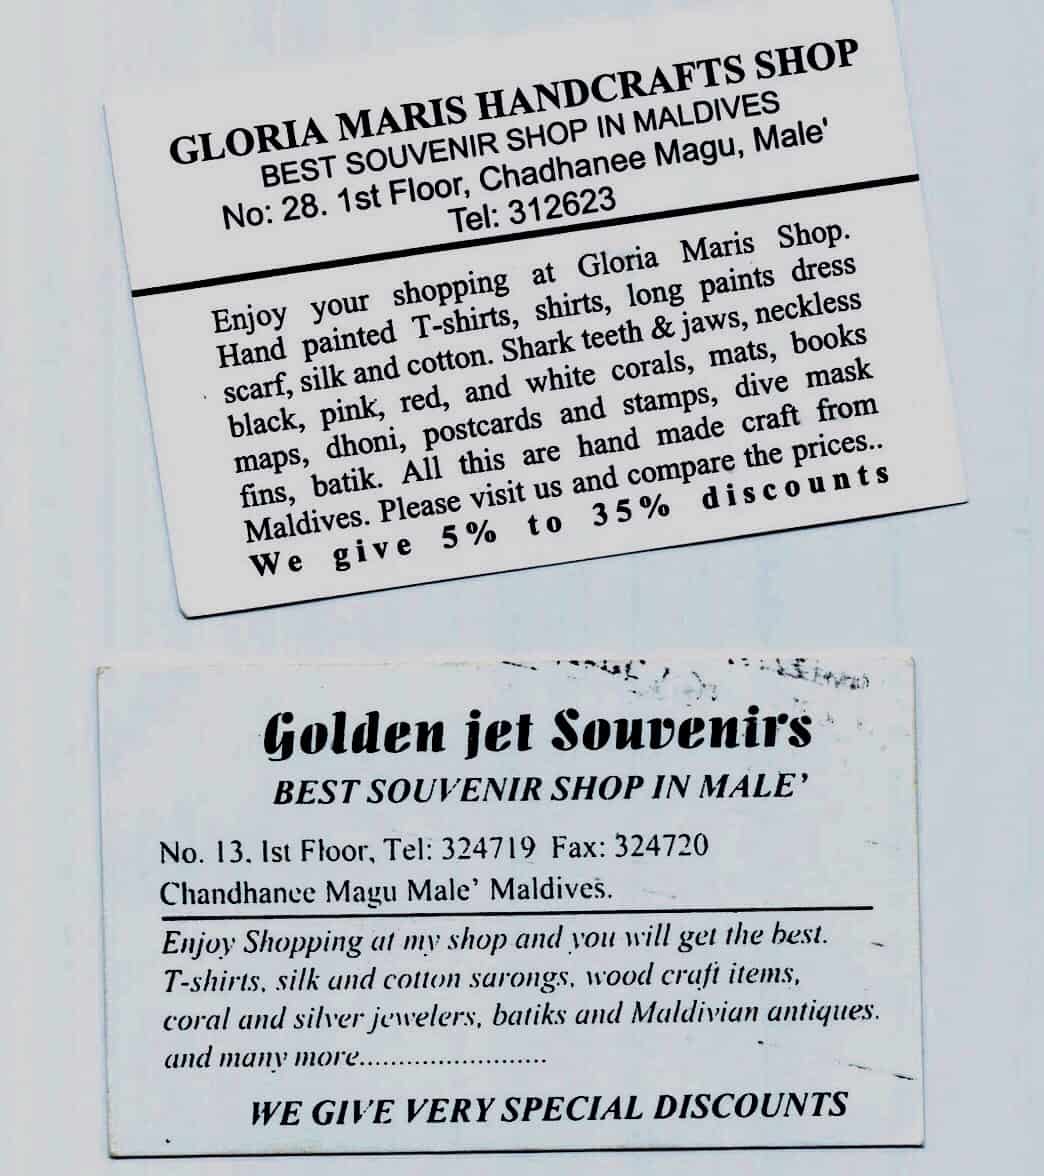 GLORIA MARIS HANDCRAFTS SHOP
BEST SOUVENIR SHOP IN MALDIVES
No: 28. 1st Floor, Chadhanee Magu, Male'
Tel: 312623
Enjoy your shopping at Gloria Maris Shop.
Hand painted T-shirts, shirts, long paints dress
scarf, silk and cotton. Shark teeth & jaws, neckless
black, pink, red, and white corals, mats, books
maps, dhoni, postcards and stamps, dive mask
fins, batik. All this are hand made craft from
Maldives. Please visit us and compare the prices..
We give 5% to 35% discounts
Golden jet Souvenirs
BEST SOUVENIR SHOP IN MALE’
No. 13. Ist Floor, Tel: 324719 Fax: 324720
Chandhanee Magu Male’ Maldives.
Enjoy Shopping at my shop and you will get the best.
T-shirts, silk and cotton sarongs, wood craft items,
coral and silver jewelers, batiks and Maldivian antiques.
and many more........................
WE GIVE VERY SPECIAL DISCOUNTS